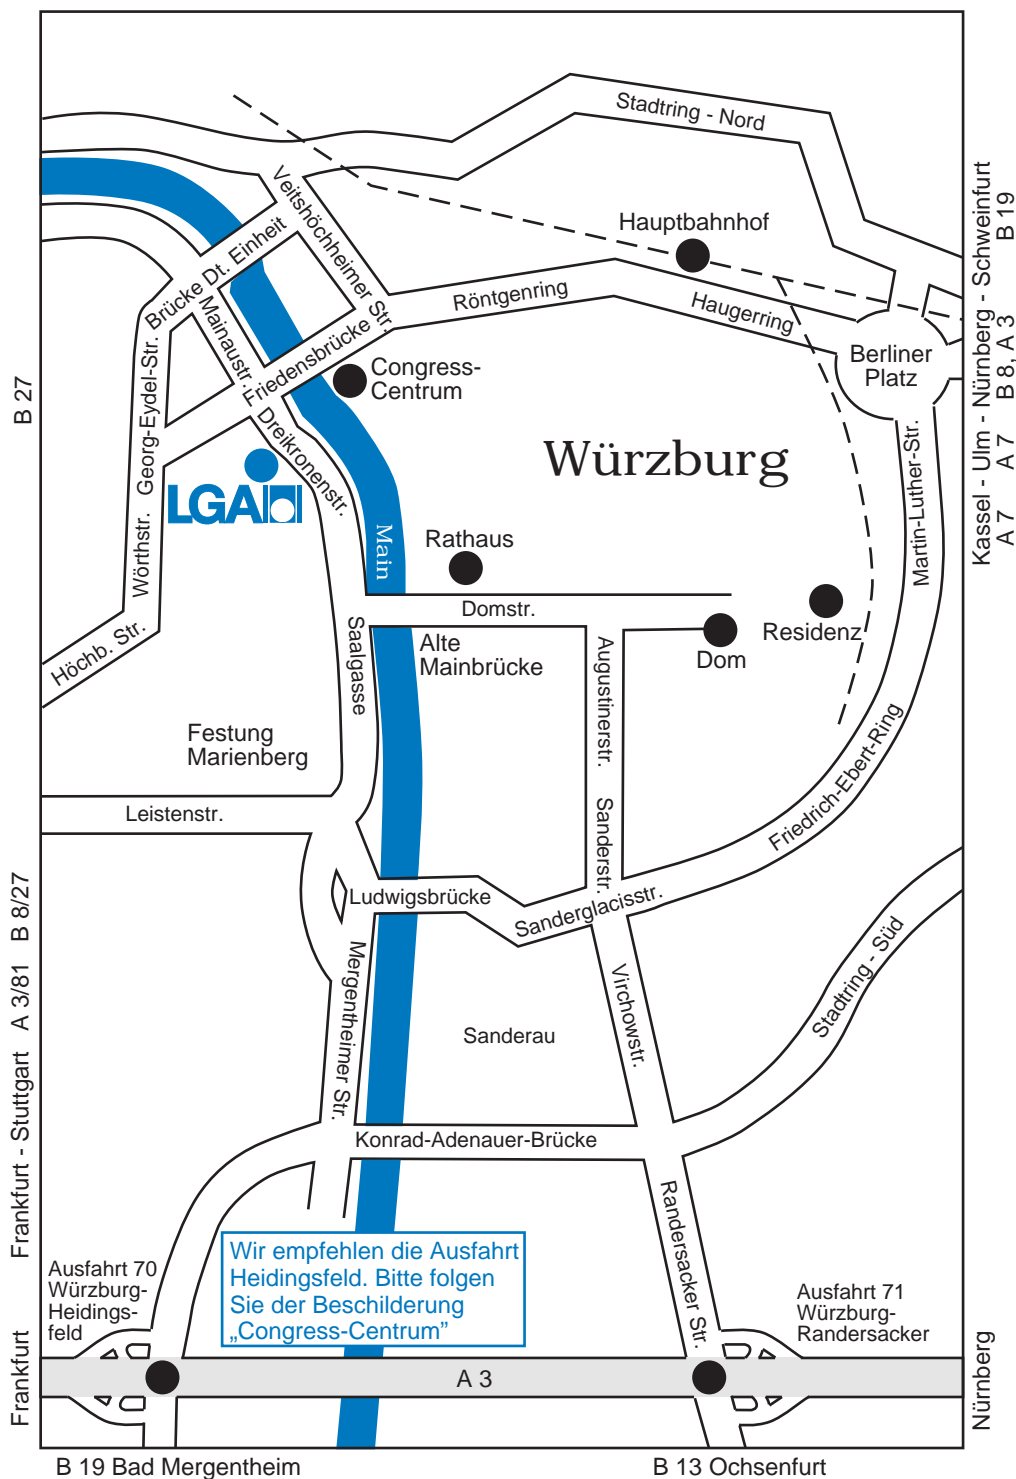 Stadtring - Nord
Veitshöchheimer Str.
Hauptbahnhof
Brücke Dt. Einheit
Röntgenring
Haugerring
Mainaustr.
Friedensbrücke
Berliner
Platz
Congress-
Centrum
Georg-Eydel-Str.
Dreikronenstr.
Würzburg
Martin-Luther-Str.
LGA
Wörthstr.
Main
Rathaus
Domstr.
Höchb. Str.
Saalgasse
Alte
Mainbrücke
Augustinerstr.
Dom
Residenz
Festung
Marienberg
Friedrich-Ebert-Ring
Leistenstr.
Sanderstr.
Ludwigsbrücke
Sanderglacisstr.
Mergentheimer Str.
Virchowstr.
Stadtring - Süd
Sanderau
Konrad-Adenauer-Brücke
Randersacker Str.
Wir empfehlen die Ausfahrt
Heidingsfeld. Bitte folgen
Sie der Beschilderung
„Congress-Centrum”
Ausfahrt 70
Würzburg-
Heidings-
feld
Ausfahrt 71
Würzburg-
Randersacker
A 3
B 27
Frankfurt - Stuttgart A 3/81 B 8/27
Frankfurt
Kassel - Ulm - Nürnberg - Schweinfurt
A 7 A 7 B 8, A 3 B 19
Nürnberg
B 19 Bad Mergentheim
B 13 Ochsenfurt